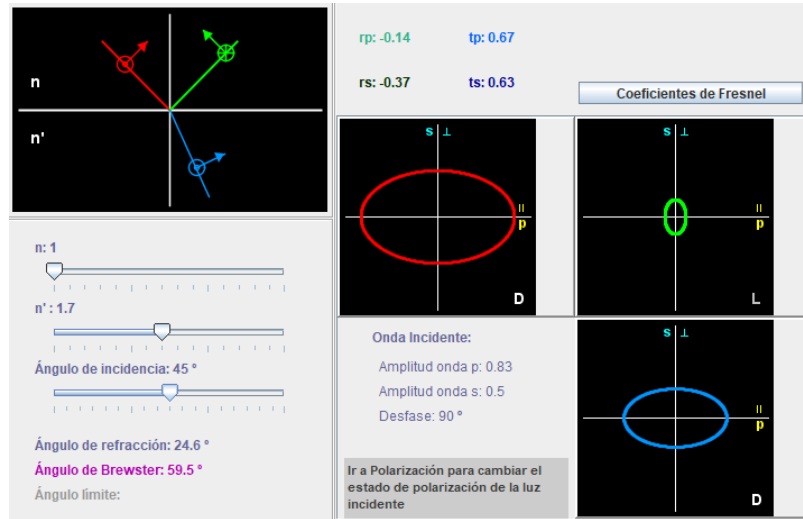 n
n'
rp: -0.14
tp: 0.67
rs: -0.37
ts: 0.63
Coeficientes de Fresnel
s ⊥
=
p
D
s ⊥
=
p
L
n: 1
n' : 1.7
Ángulo de incidencia: 45 º
Ángulo de refracción: 24.6 º
Ángulo de Brewster: 59.5 º
Ángulo límite:
Onda Incidente:
Amplitud onda p: 0.83
Amplitud onda s: 0.5
Desfase: 90 º
Ir a Polarización para cambiar el
estado de polarización de la luz
incidente
s ⊥
=
p
D